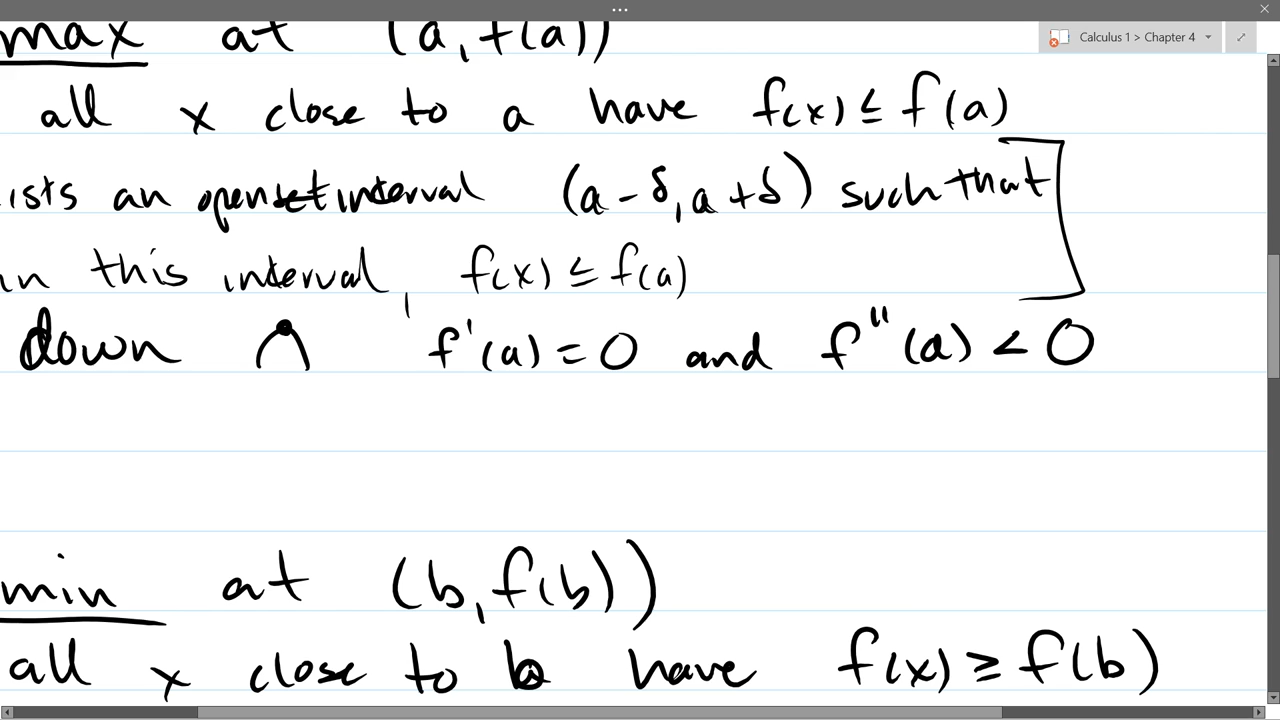 Calculus 1 > Chapter 4
max at (a, f(a))
all x close to a have f(x) ≤ f(a)
ists an open interval (a - δ, a + δ) such that
in this interval, f(x) ≤ f(a)
down f'(a) = 0 and f"(a) < 0
min at (b, f(b))
all x close to b have f(x) ≥ f(b)